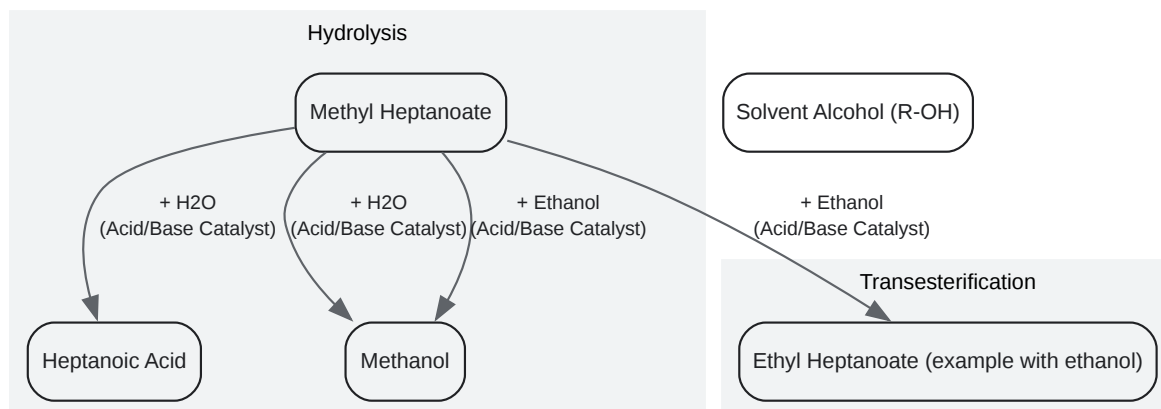 Hydrolysis
Methyl Heptanoate
Solvent Alcohol (R-OH)
+ H2O
(Acid/Base Catalyst)
+ H2O
(Acid/Base Catalyst)
+ Ethanol
(Acid/Base Catalyst)
+ Ethanol
(Acid/Base Catalyst)
Transesterification
Heptanoic Acid
Methanol
Ethyl Heptanoate (example with ethanol)